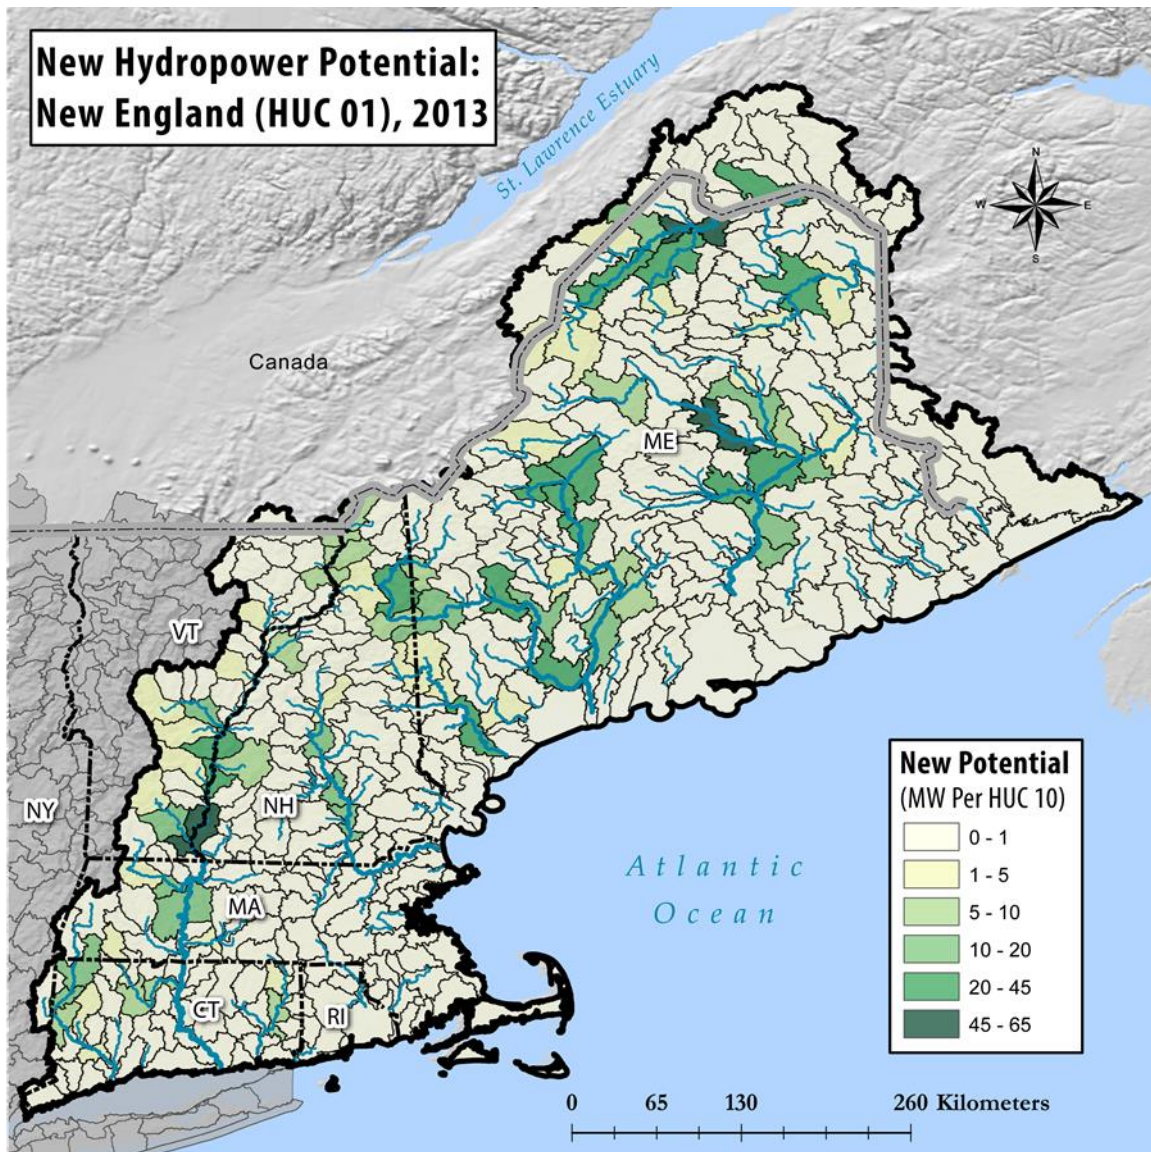 New Hydropower Potential:
New England (HUC 01), 2013
St. Lawrence Estuary
N
W
E
S
Canada
ME
VT
NH
NY
MA
CT
RI
Atlantic
Ocean
New Potential
(MW Per HUC 10)
0 - 1
1 - 5
5 - 10
10 - 20
20 - 45
45 - 65
0 65 130 260 Kilometers